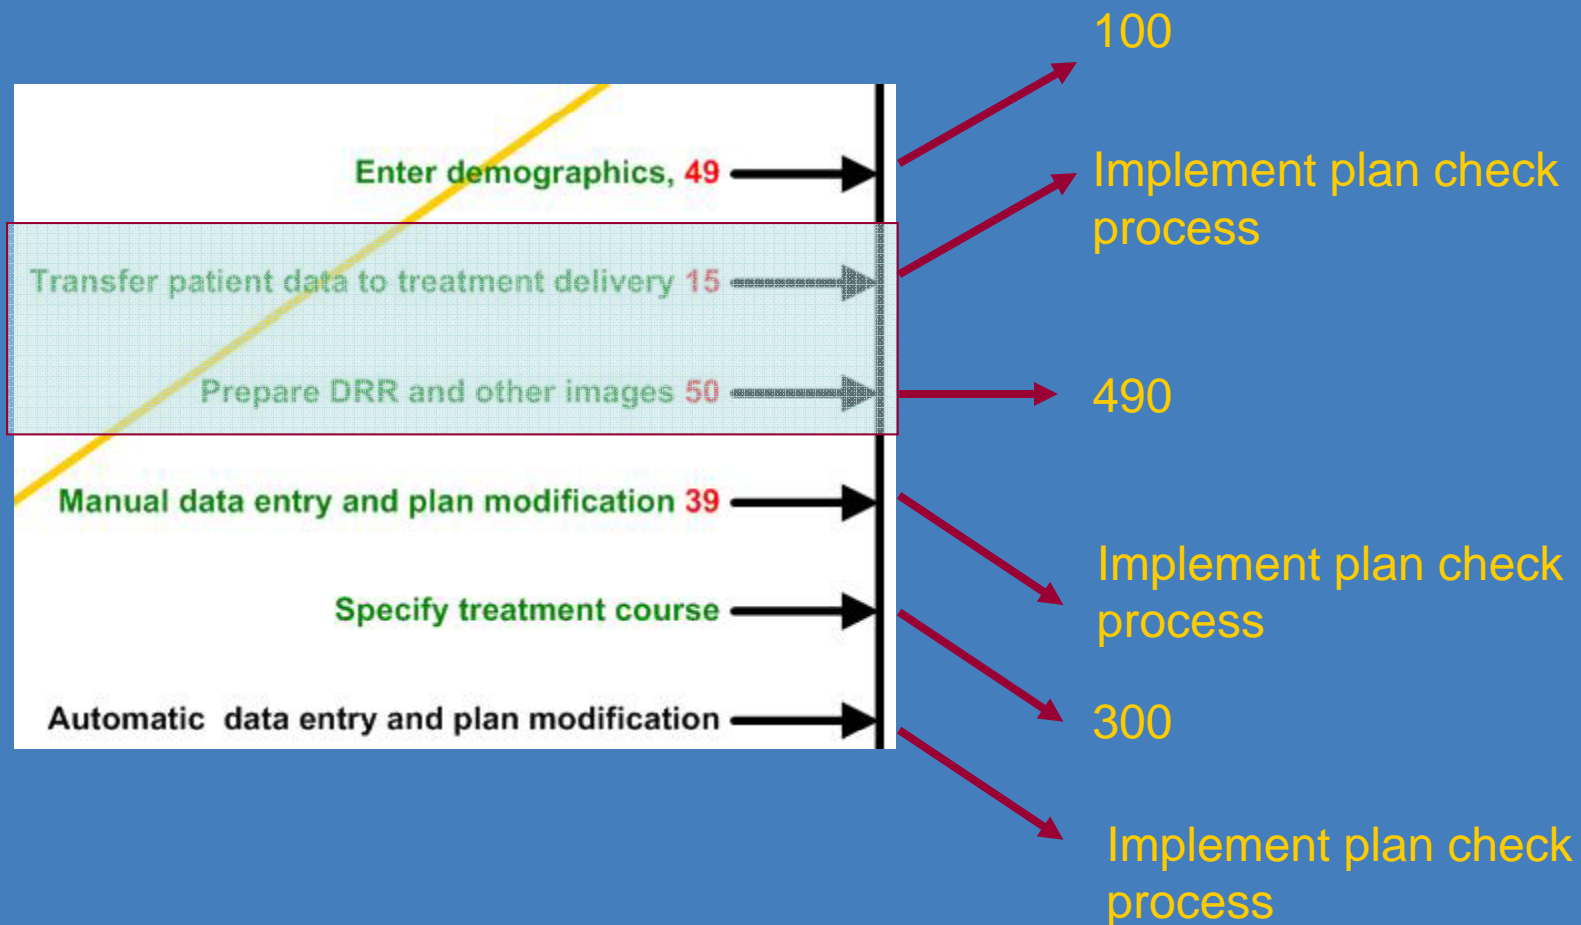 100
Enter demographics, 49
Implement plan check
process
Transfer patient data to treatment delivery 15
Prepare DRR and other images 50
490
Manual data entry and plan modification 39
Implement plan check
process
Specify treatment course
300
Automatic data entry and plan modification
Implement plan check
process